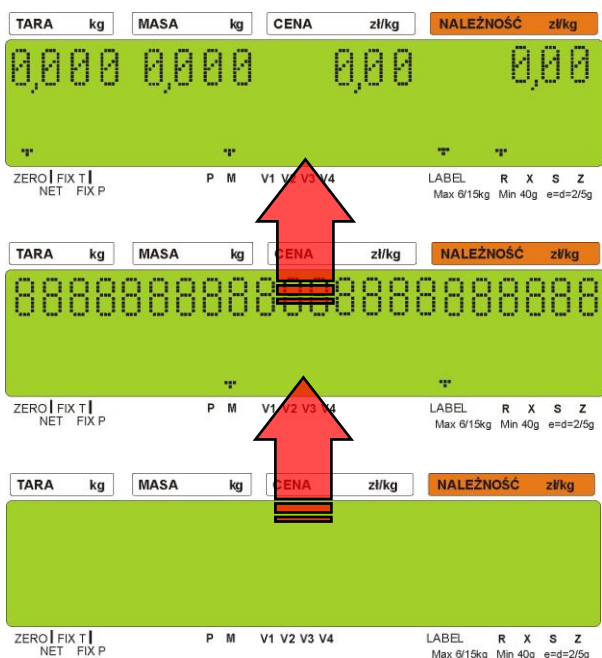 TARA kg MASA kg CENA zł/kg NALEŻNOŚĆ zł/kg
0,000 0,000 0,00 0,00
ZERO FIX T P M V1 V2 V3 V4 LABEL R X S Z
NET FIX P Max 6/15kg Min 40g e=d=2/5g
TARA kg MASA kg CENA zł/kg NALEŻNOŚĆ zł/kg
8888888888888888888888
ZERO FIX T P M V1 V2 V3 V4 LABEL R X S Z
NET FIX P Max 6/15kg Min 40g e=d=2/5g
TARA kg MASA kg CENA zł/kg NALEŻNOŚĆ zł/kg
ZERO FIX T P M V1 V2 V3 V4 LABEL R X S Z
NET FIX P Max 6/15kg Min 40g e=d=2/5g